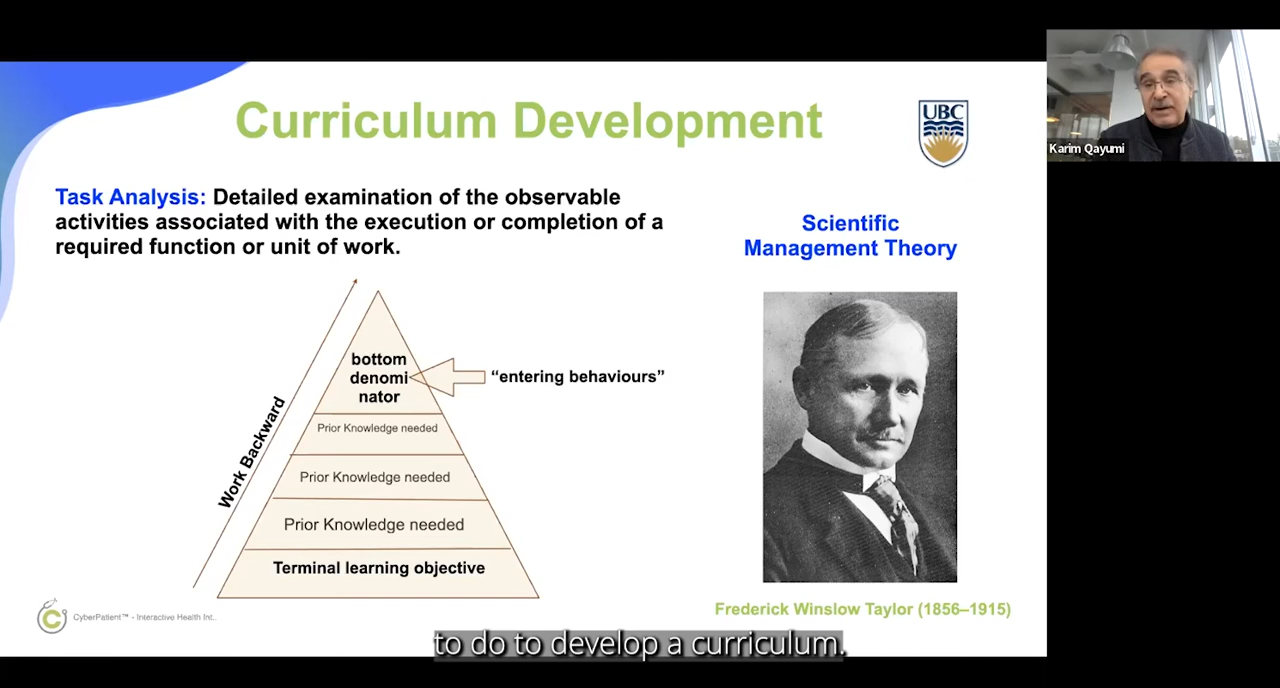 Curriculum Development
UBC
Karim Qayumi
Task Analysis: Detailed examination of the observable
activities associated with the execution or completion of a
required function or unit of work.
Scientific
Management Theory
bottom
denomi
nator
“entering behaviours”
Prior Knowledge needed
Prior Knowledge needed
Prior Knowledge needed
Terminal learning objective
Work Backward
Frederick Winslow Taylor (1856–1915)
CyberPatient™ - Interactive Health Int..
to do to develop a curriculum.